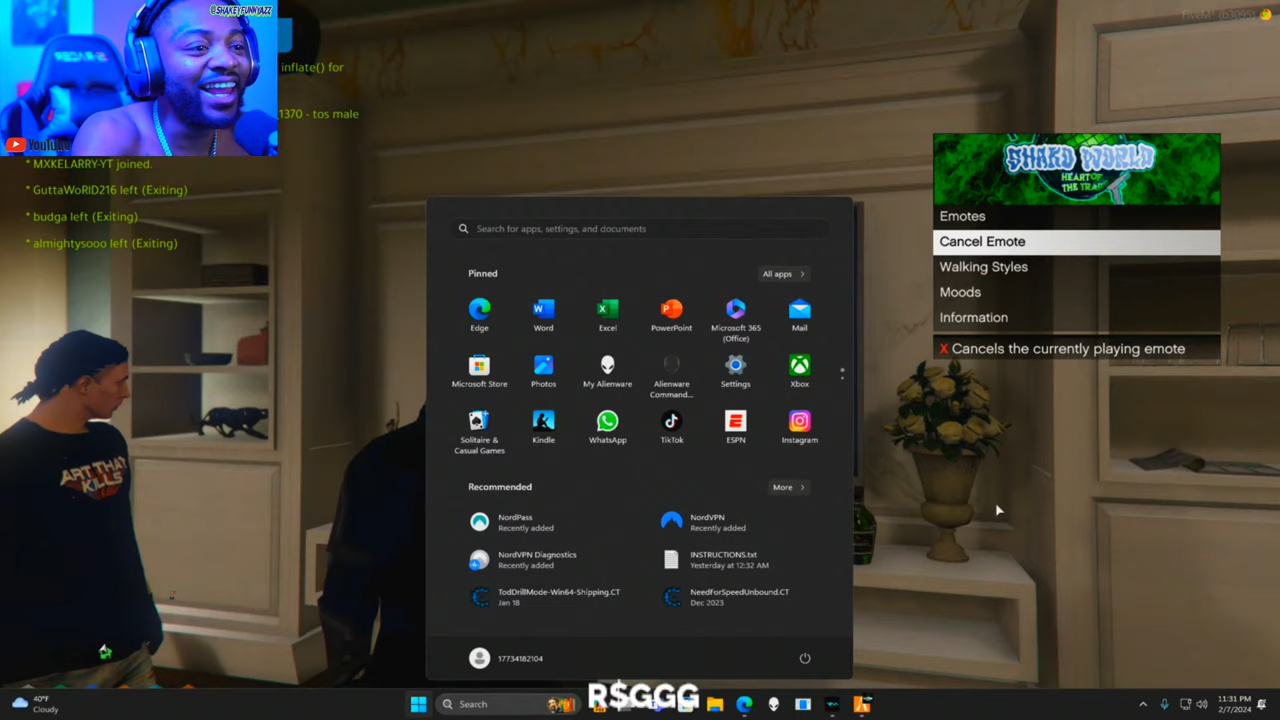 @SHAKEYFUNNYAZZ
YouTube
inflate() for
1370 - tos male
* MXKELARRY-YT joined.
* GuttaWoRlD216 left (Exiting)
* budga left (Exiting)
* almightysooo left (Exiting)
FiveM® (b3095)
SHAKO WORLD
HEART OF
THE TRAP
Emotes
Cancel Emote
Walking Styles
Moods
Information
X Cancels the currently playing emote
ART THAT
KILLS
Search for apps, settings, and documents
Pinned
All apps >
Edge
Word
Excel
PowerPoint
Microsoft 365
(Office)
Mail
Microsoft Store
Photos
My Alienware
Alienware
Command...
Settings
Xbox
Solitaire &
Casual Games
Kindle
WhatsApp
TikTok
ESPN
Instagram
Recommended
More >
NordPass
Recently added
NordVPN
Recently added
NordVPN Diagnostics
Recently added
INSTRUCTIONS.txt
Yesterday at 12:32 AM
TodDrillMode-Win64-Shipping.CT
Jan 18
NeedForSpeedUnbound.CT
Dec 2023
17734182104
R$GGG
40°F
Cloudy
Search
11:31 PM
2/7/2024